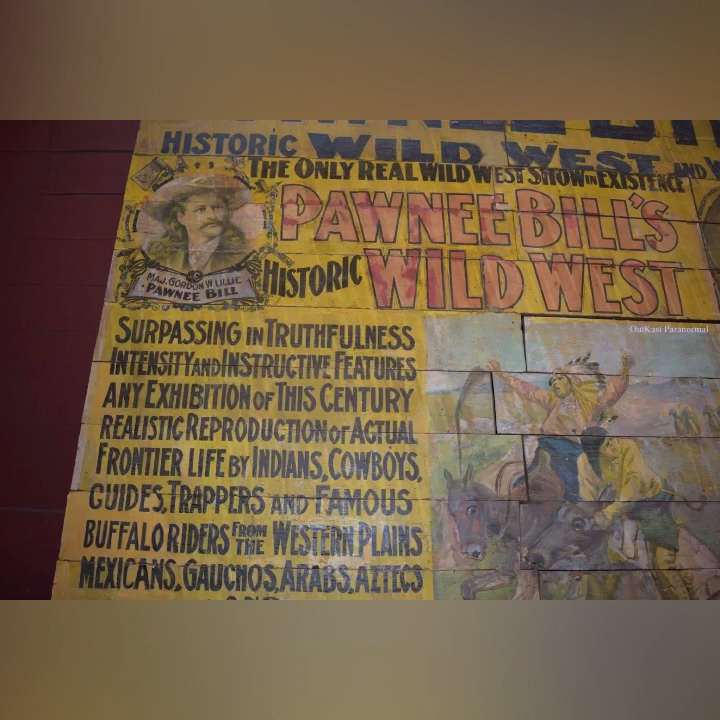 HISTORIC WILD WEST AND
THE ONLY REAL WILD WEST SHOW IN EXISTENCE
PAWNEE BILL'S
HISTORIC WILD WEST
MAJ. GORDON W. LILLIE
PAWNEE BILL
SURPASSING IN TRUTHFULNESS
INTENSITY AND INSTRUCTIVE FEATURES
ANY EXHIBITION OF THIS CENTURY
REALISTIC REPRODUCTION OF ACTUAL
FRONTIER LIFE BY INDIANS, COWBOYS,
GUIDES, TRAPPERS AND FAMOUS
BUFFALO RIDERS FROM THE WESTERN PLAINS
MEXICANS, GAUCHOS, ARABS, AZTECS
OutKast Paranormal